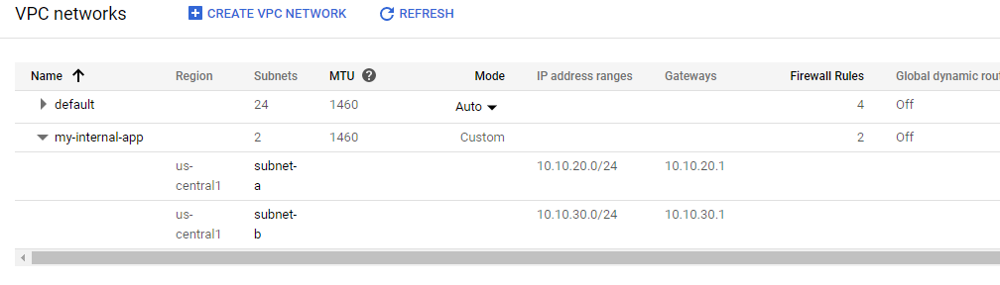 VPC networks CREATE VPC NETWORK REFRESH
Name Region Subnets MTU ? Mode IP address ranges Gateways Firewall Rules Global dynamic rou
default 24 1460 Auto 4 Off
my-internal-app 2 1460 Custom 2 Off
us- subnet- 10.10.20.0/24 10.10.20.1
central1 a
us- subnet- 10.10.30.0/24 10.10.30.1
central1 b